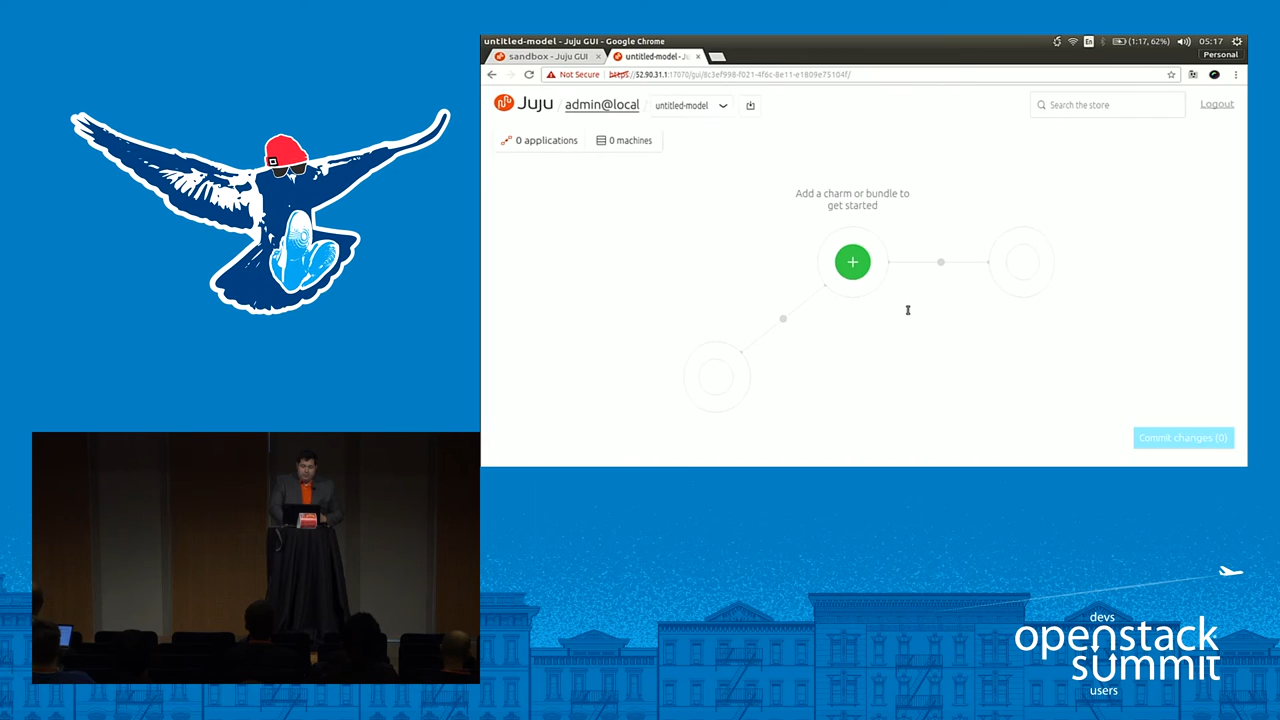 untitled-model - Juju GUI - Google Chrome
En
(1:17, 62%)
05:17
sandbox - Juju GUI
untitled-model - Ju
Personal
Not Secure
https://52.90.31.1:17070/gui/8c3ef998-f021-4f6c-8e11-e1809e75104f/
Juju
/ admin@local
untitled-model
Search the store
Logout
0 applications
0 machines
Add a charm or bundle to
get started
Commit changes (0)
devs
openstack
summit
users